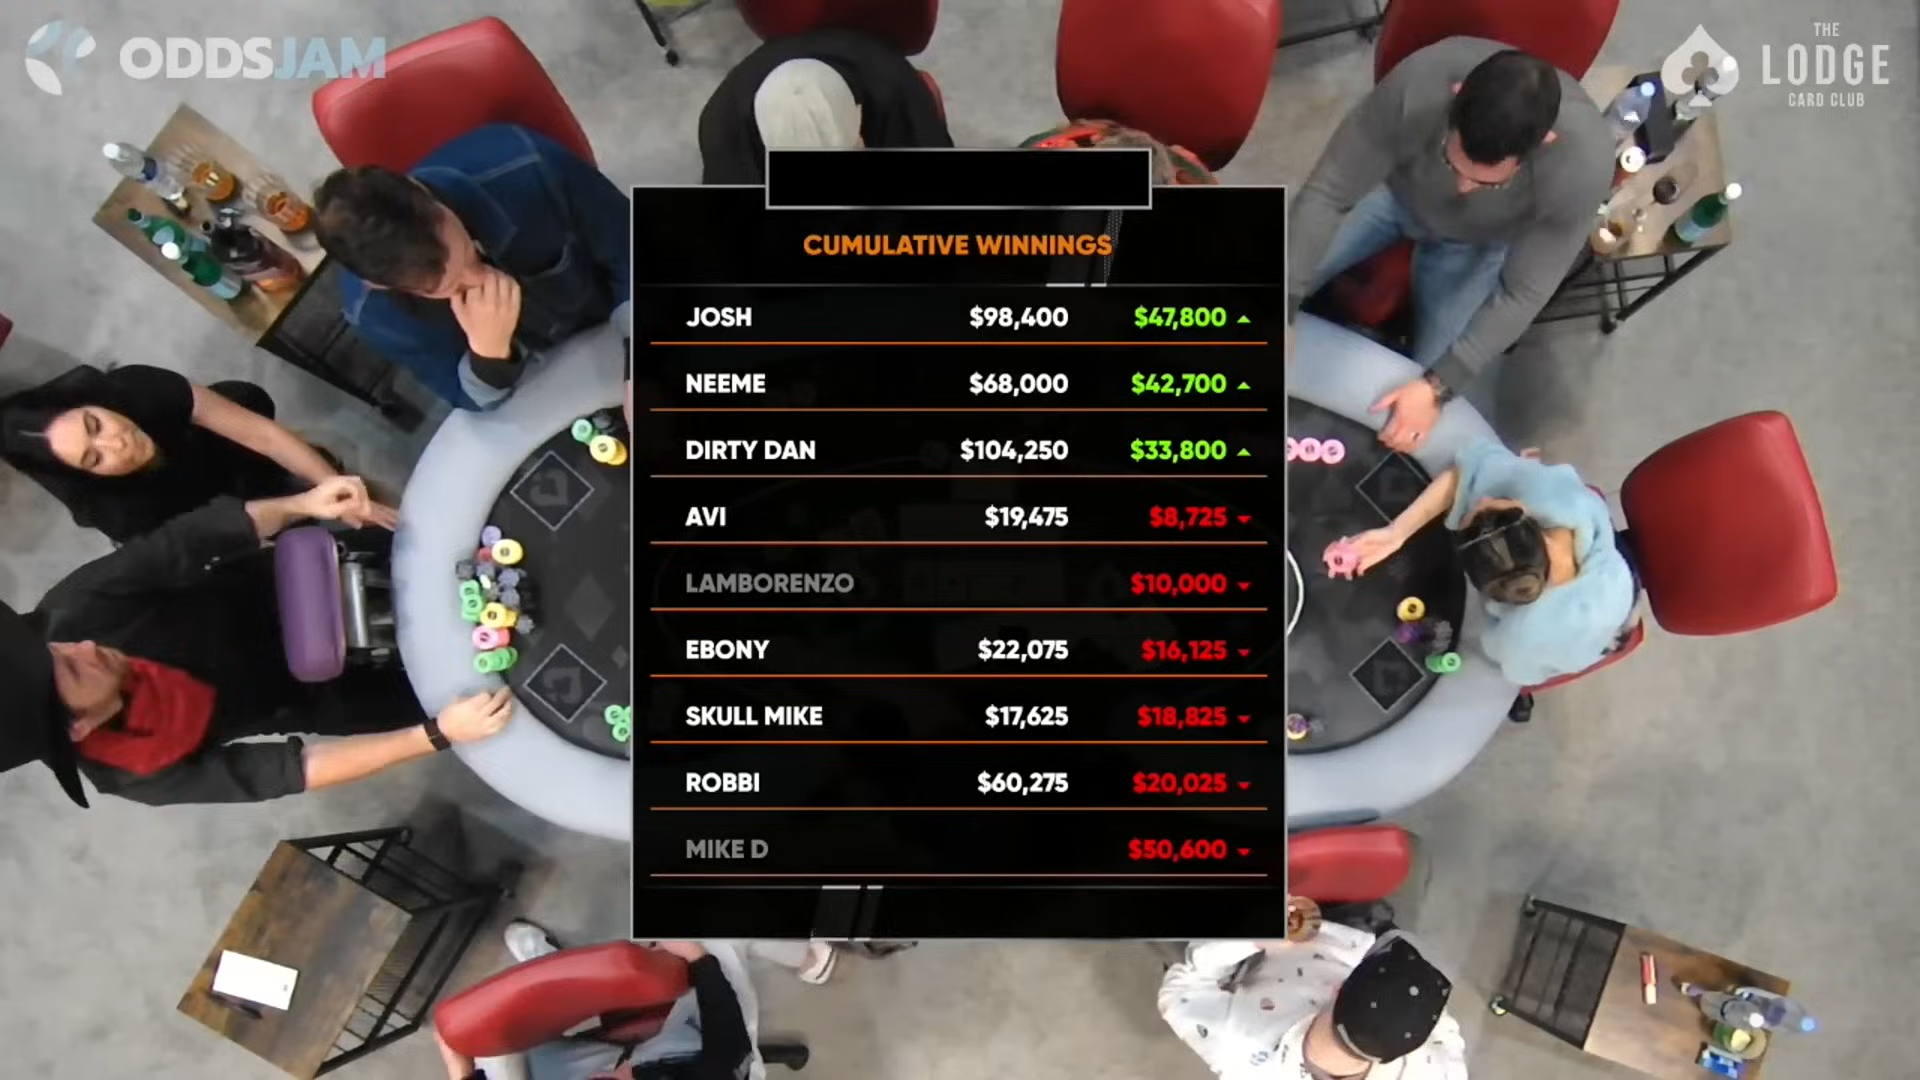 ODDSJAM
THE
LODGE
CARD CLUB
CUMULATIVE WINNINGS
JOSH $98,400 $47,800
NEEME $68,000 $42,700
DIRTY DAN $104,250 $33,800
AVI $19,475 $8,725
LAMBORENZO $10,000
EBONY $22,075 $16,125
SKULL MIKE $17,625 $18,825
ROBBI $60,275 $20,025
MIKE D $50,600